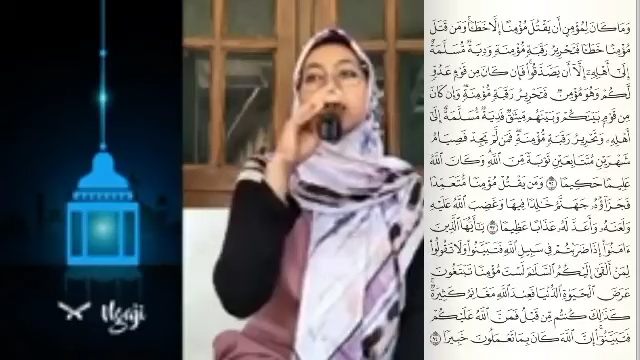 وَمَا كَانَ لِمُؤْمِنٍ أَن يَقْتُلَ مُؤْمِنًا إِلَّا خَطَـًٔا وَمَن قَتَلَ
مُؤْمِنًا خَطَـًٔا فَتَحْرِيرُ رَقَبَةٍ مُّؤْمِنَةٍ وَدِيَةٌ مُّسَلَّمَةٌ
إِلَىٰٓ أَهْلِهِۦٓ إِلَّآ أَن يَصَّدَّقُوا۟ فَإِن كَانَ مِن قَوْمٍ عَدُوٍّ
لَّكُمْ وَهُوَ مُؤْمِنٌ فَتَحْرِيرُ رَقَبَةٍ مُّؤْمِنَةٍ وَإِن كَانَ
مِن قَوْمٍۭ بَيْنَكُمْ وَبَيْنَهُم مِّيثَٰقٌ فَدِيَةٌ مُّسَلَّمَةٌ إِلَىٰٓ
أَهْلِهِۦ وَتَحْرِيرُ رَقَبَةٍ مُّؤْمِنَةٍ فَمَن لَّمْ يَجِدْ فَصِيَامُ
شَهْرَيْنِ مُتَتَابِعَيْنِ تَوْبَةً مِّنَ ٱللَّهِ وَكَانَ ٱللَّهُ
عَلِيمًا حَكِيمًا ٩٢ وَمَن يَقْتُلْ مُؤْمِنًا مُّتَعَمِّدًا
فَجَزَآؤُهُۥ جَهَنَّمُ خَٰلِدًا فِيهَا وَغَضِبَ ٱللَّهُ عَلَيْهِ
وَلَعَنَهُۥ وَأَعَدَّ لَهُۥ عَذَابًا عَظِيمًا ٩٣ يَٰٓأَيُّهَا ٱلَّذِينَ
ءَامَنُوٓا۟ إِذَا ضَرَبْتُمْ فِى سَبِيلِ ٱللَّهِ فَتَبَيَّنُوا۟ وَلَا تَقُولُوا۟
لِمَنْ أَلْقَىٰٓ إِلَيْكُمُ ٱلسَّلَٰمَ لَسْتَ مُؤْمِنًا تَبْتَغُونَ
عَرَضَ ٱلْحَيَوٰةِ ٱلدُّنْيَا فَعِندَ ٱللَّهِ مَغَانِمُ كَثِيرَةٌ
كَذَٰلِكَ كُنتُم مِّن قَبْلُ فَمَنَّ ٱللَّهُ عَلَيْكُمْ
فَتَبَيَّنُوٓا۟ إِنَّ ٱللَّهَ كَانَ بِمَا تَعْمَلُونَ خَبِيرًا ٩٤
Ngaji